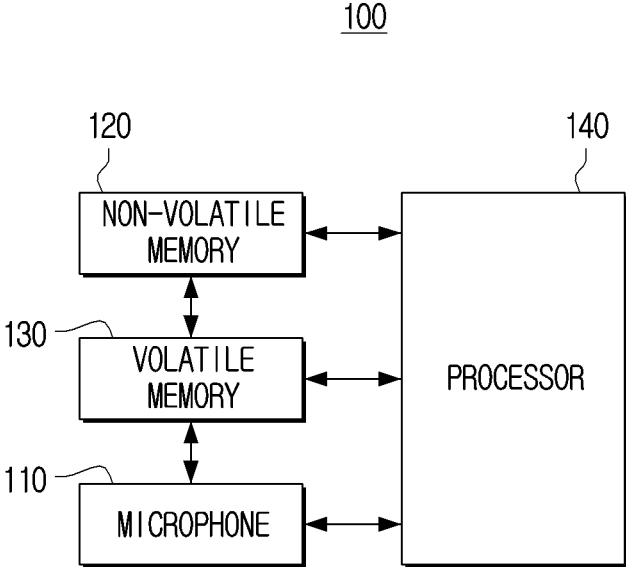 100
120
140
NON-VOLATILE
MEMORY
130
VOLATILE
MEMORY
PROCESSOR
110
MICROPHONE